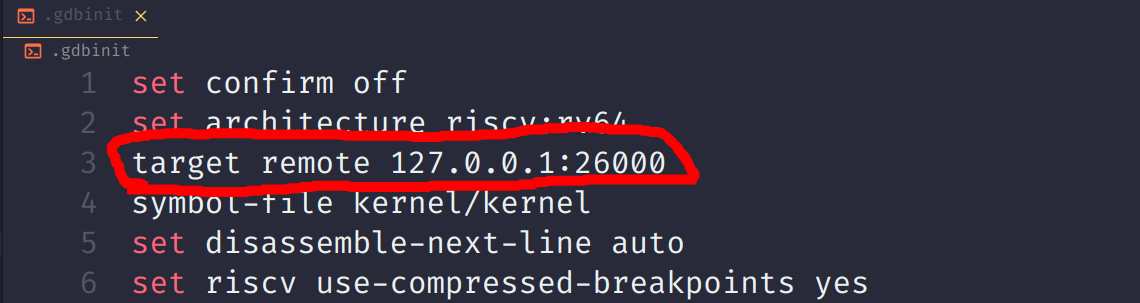 .gdbinit
.gdbinit
1 set confirm off
2 set architecture riscv:rv64
3 target remote 127.0.0.1:26000
4 symbol-file kernel/kernel
5 set disassemble-next-line auto
6 set riscv use-compressed-breakpoints yes